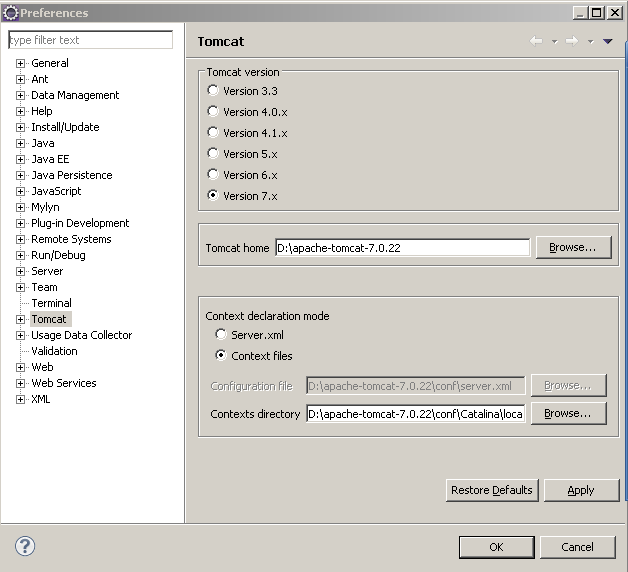 Preferences
type filter text
General
Ant
Data Management
Help
Install/Update
Java
Java EE
Java Persistence
JavaScript
Mylyn
Plug-in Development
Remote Systems
Run/Debug
Server
Team
Terminal
Tomcat
Usage Data Collector
Validation
Web
Web Services
XML
Tomcat
Tomcat version
Version 3.3
Version 4.0.x
Version 4.1.x
Version 5.x
Version 6.x
Version 7.x
Tomcat home D:\apache-tomcat-7.0.22 Browse...
Context declaration mode
Server.xml
Context files
Configuration file D:\apache-tomcat-7.0.22\conf\server.xml Browse...
Contexts directory D:\apache-tomcat-7.0.22\conf\Catalina\loca Browse...
Restore Defaults Apply
? OK Cancel